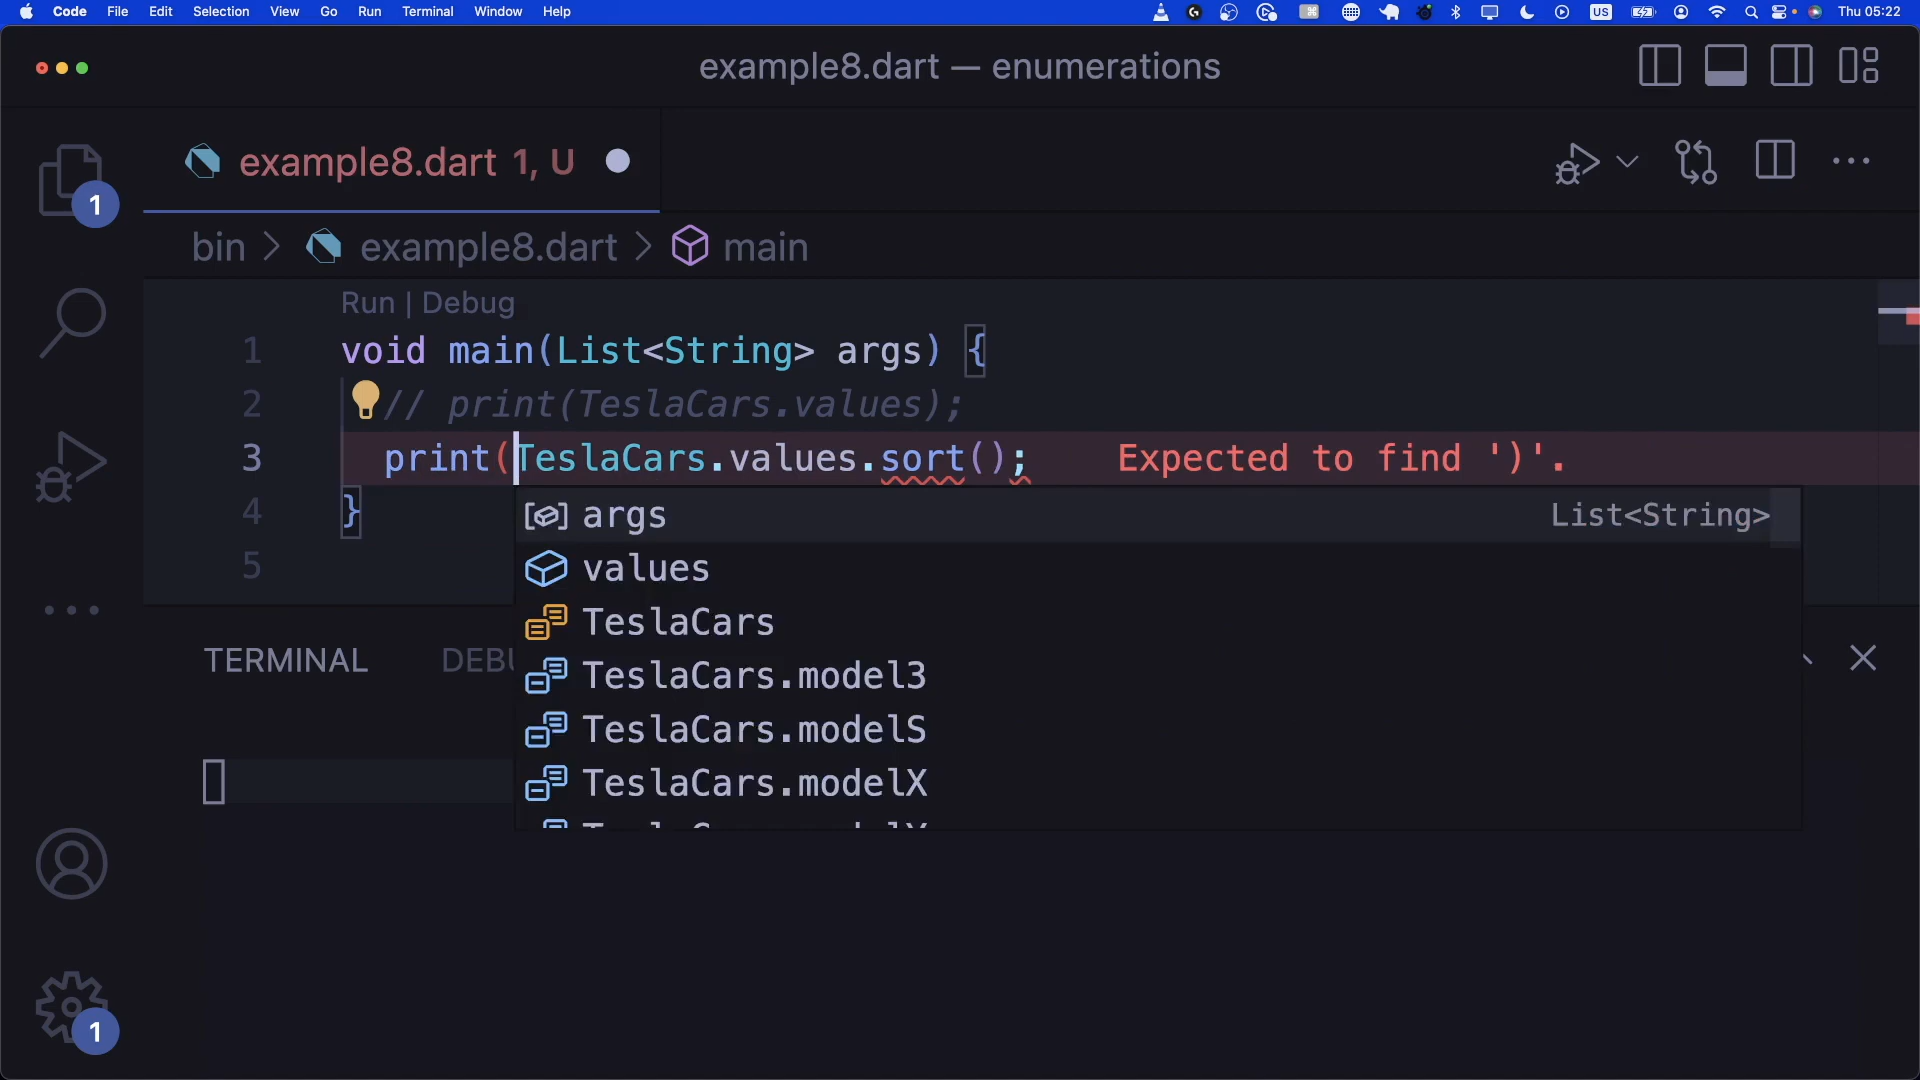 Code File Edit Selection View Go Run Terminal Window Help US Thu 05:22
example8.dart — enumerations
example8.dart 1, U
1
bin > example8.dart > main
Run | Debug
1 void main(List<String> args) {
2 // print(TeslaCars.values);
3 print(TeslaCars.values.sort(); Expected to find ')'.
4 }
5
args List<String>
values
TeslaCars
TeslaCars.model3
TeslaCars.modelS
TeslaCars.modelX
TERMINAL DEBU
1